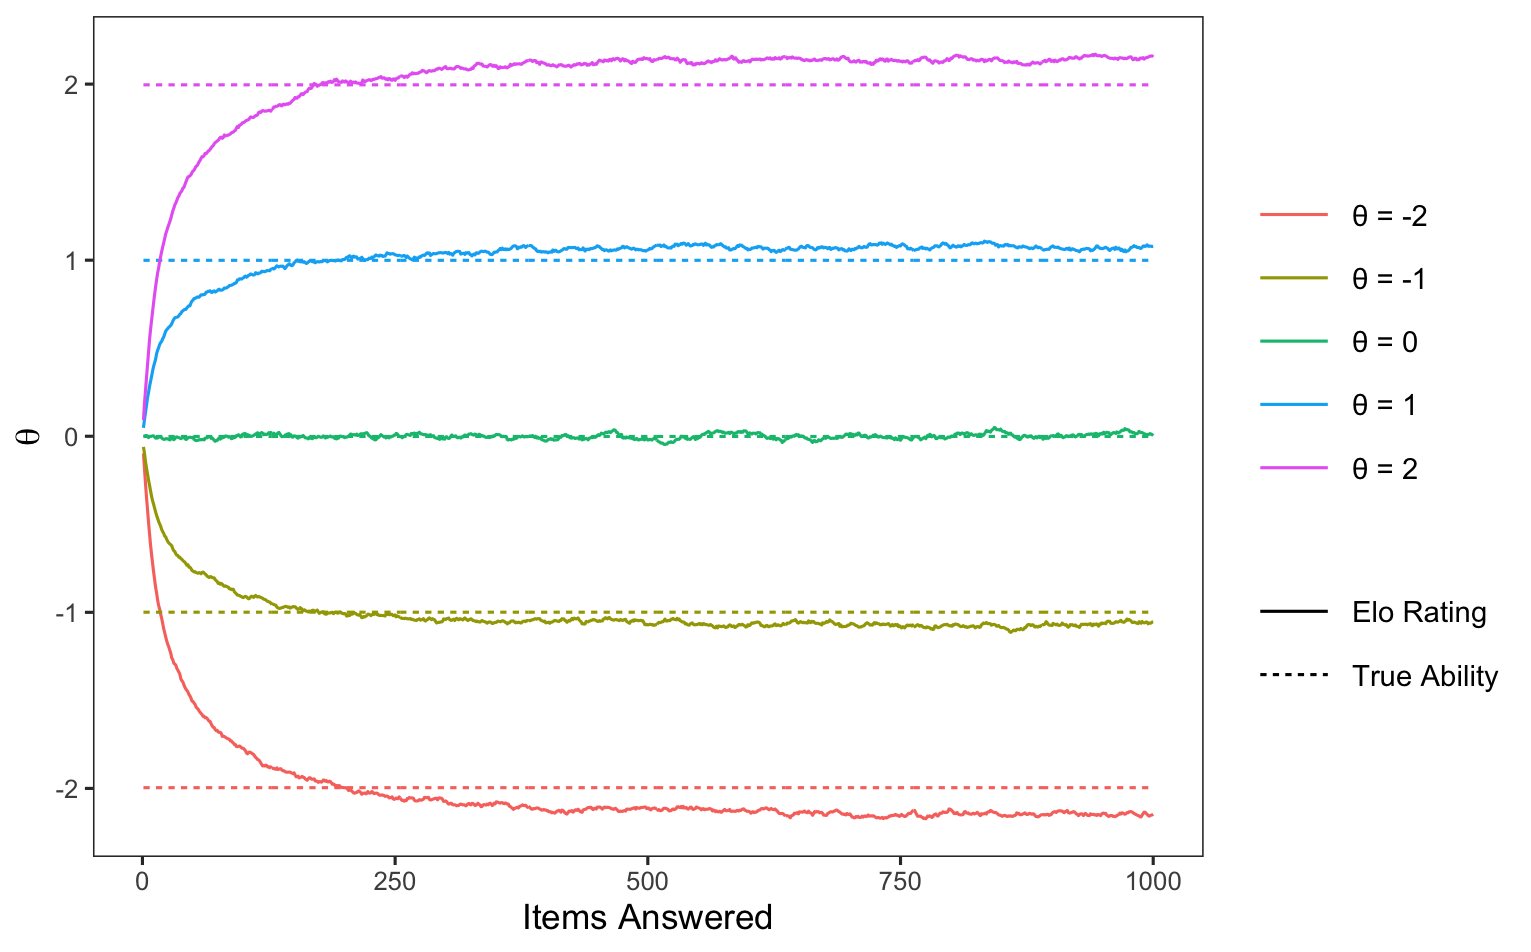 θ
2
1
0
-1
-2
0 250 500 750 1000
Items Answered
θ = -2
θ = -1
θ = 0
θ = 1
θ = 2
Elo Rating
True Ability